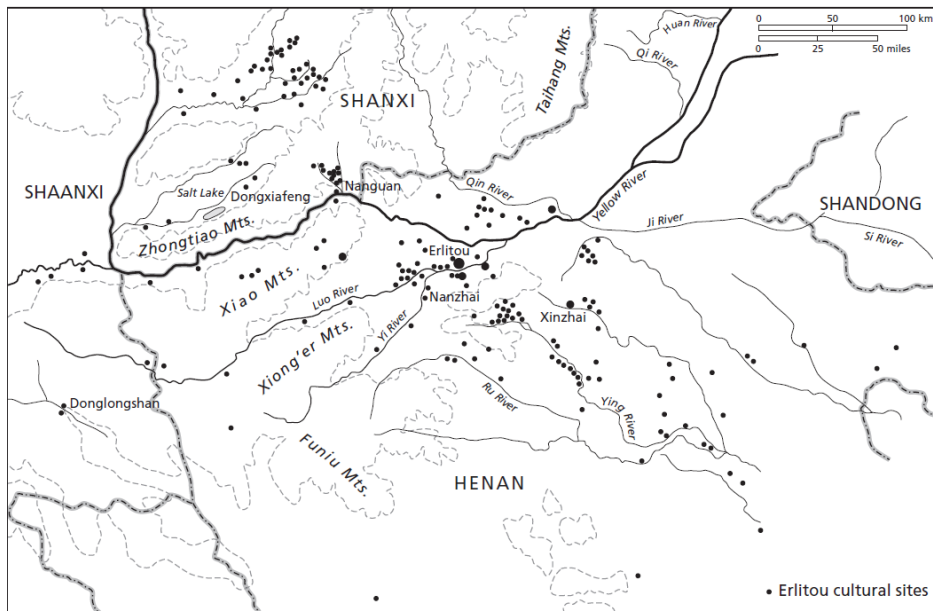 Huan River
Qi River
0 50 100 km
0 25 50 miles
Taihang Mts.
SHANXI
SHAANXI
Salt Lake
Dongxiafeng
Nanguan
Qin River
Yellow River
Ji River
SHANDONG
Si River
Zhongtiao Mts.
Erlitou
Xiao Mts.
Luo River
Nanzhai
Xinzhai
Yi River
Xiong'er Mts.
Donglongshan
Ru River
Ying River
Funiu Mts.
HENAN
Erlitou cultural sites